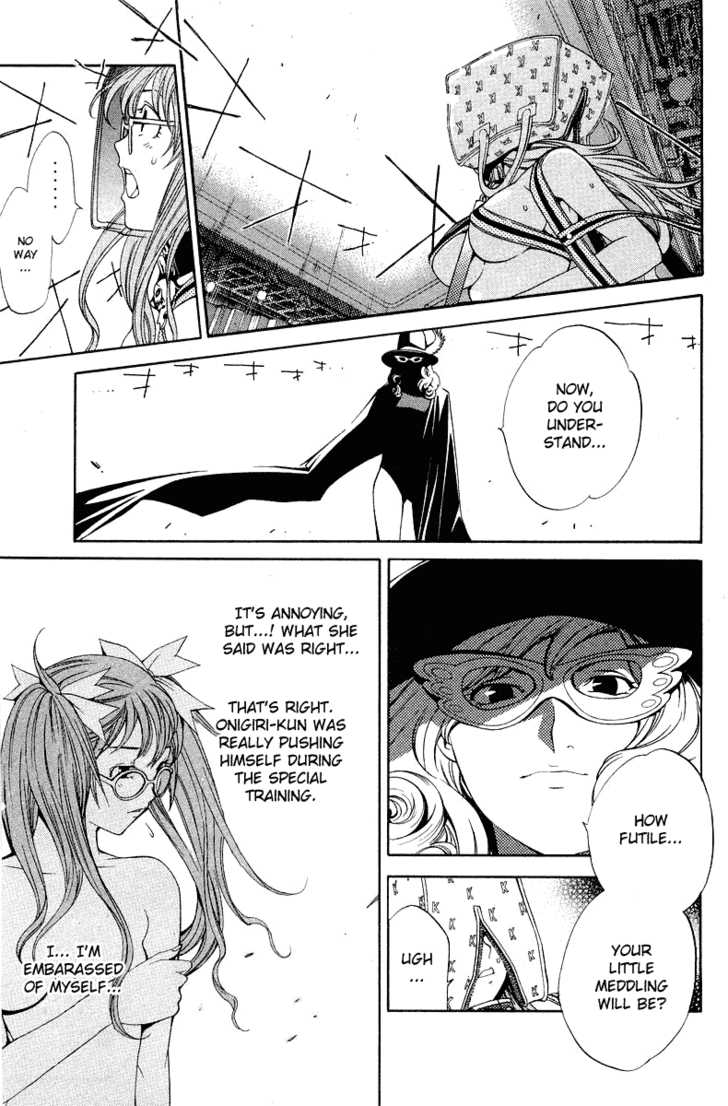 NO
WAY
...
NOW,
DO YOU
UNDER-
STAND...
HOW
FUTILE...
YOUR
LITTLE
MEDDLING
WILL BE?
UGH
...
IT'S ANNOYING,
BUT...! WHAT SHE
SAID WAS RIGHT...
THAT'S RIGHT.
ONIGIRI-KUN WAS
REALLY PUSHING
HIMSELF DURING
THE SPECIAL
TRAINING.
I... I'M
EMBARASSED
OF MYSELF...